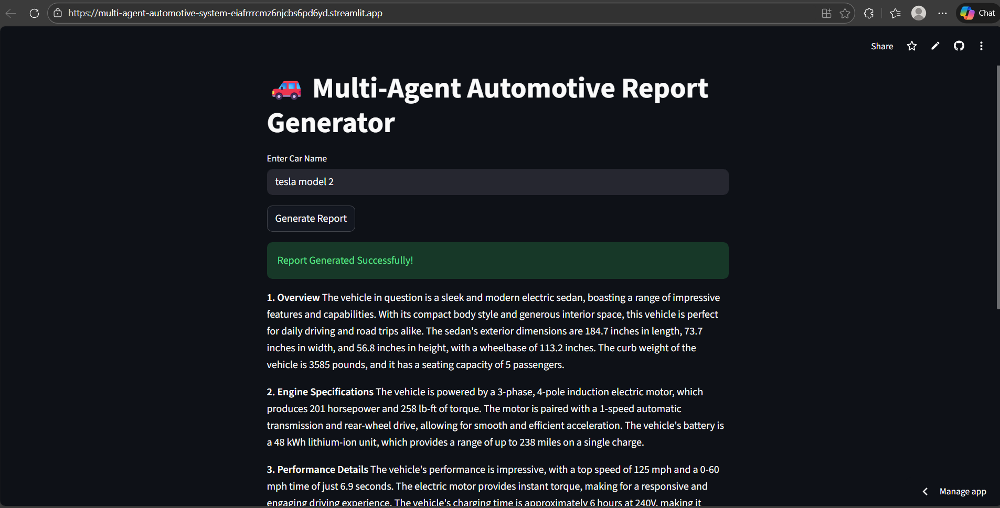 https://multi-agent-automotive-system-eiafrrrcmz6njcbs6pd6yd.streamlit.app
Chat
Share
Multi-Agent Automotive Report
Generator
Enter Car Name
tesla model 2
Generate Report
Report Generated Successfully!
1. Overview The vehicle in question is a sleek and modern electric sedan, boasting a range of impressive
features and capabilities. With its compact body style and generous interior space, this vehicle is perfect
for daily driving and road trips alike. The sedan's exterior dimensions are 184.7 inches in length, 73.7
inches in width, and 56.8 inches in height, with a wheelbase of 113.2 inches. The curb weight of the
vehicle is 3585 pounds, and it has a seating capacity of 5 passengers.
2. Engine Specifications The vehicle is powered by a 3-phase, 4-pole induction electric motor, which
produces 201 horsepower and 258 lb-ft of torque. The motor is paired with a 1-speed automatic
transmission and rear-wheel drive, allowing for smooth and efficient acceleration. The vehicle's battery is
a 48 kWh lithium-ion unit, which provides a range of up to 238 miles on a single charge.
3. Performance Details The vehicle's performance is impressive, with a top speed of 125 mph and a 0-60
mph time of just 6.9 seconds. The electric motor provides instant torque, making for a responsive and
engaging driving experience. The vehicle's charging time is approximately 6 hours at 240V, making it
Manage app